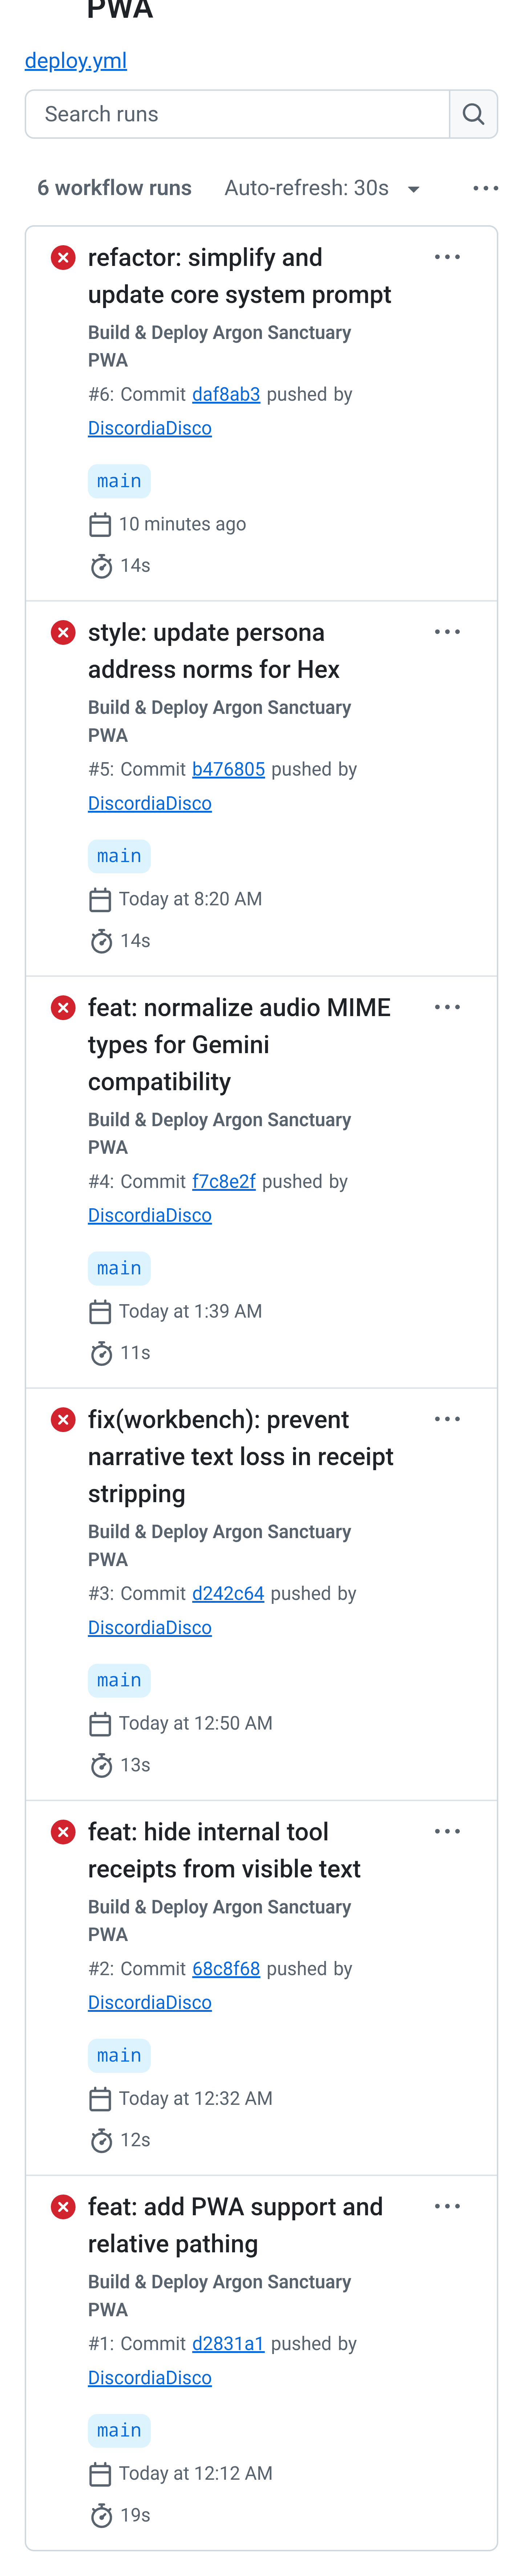 PWA
deploy.yml
Search runs
6 workflow runs Auto-refresh: 30s
refactor: simplify and
update core system prompt
Build & Deploy Argon Sanctuary
PWA
#6: Commit daf8ab3 pushed by
DiscordiaDisco
main
10 minutes ago
14s
style: update persona
address norms for Hex
Build & Deploy Argon Sanctuary
PWA
#5: Commit b476805 pushed by
DiscordiaDisco
main
Today at 8:20 AM
14s
feat: normalize audio MIME
types for Gemini
compatibility
Build & Deploy Argon Sanctuary
PWA
#4: Commit f7c8e2f pushed by
DiscordiaDisco
main
Today at 1:39 AM
11s
fix(workbench): prevent
narrative text loss in receipt
stripping
Build & Deploy Argon Sanctuary
PWA
#3: Commit d242c64 pushed by
DiscordiaDisco
main
Today at 12:50 AM
13s
feat: hide internal tool
receipts from visible text
Build & Deploy Argon Sanctuary
PWA
#2: Commit 68c8f68 pushed by
DiscordiaDisco
main
Today at 12:32 AM
12s
feat: add PWA support and
relative pathing
Build & Deploy Argon Sanctuary
PWA
#1: Commit d2831a1 pushed by
DiscordiaDisco
main
Today at 12:12 AM
19s